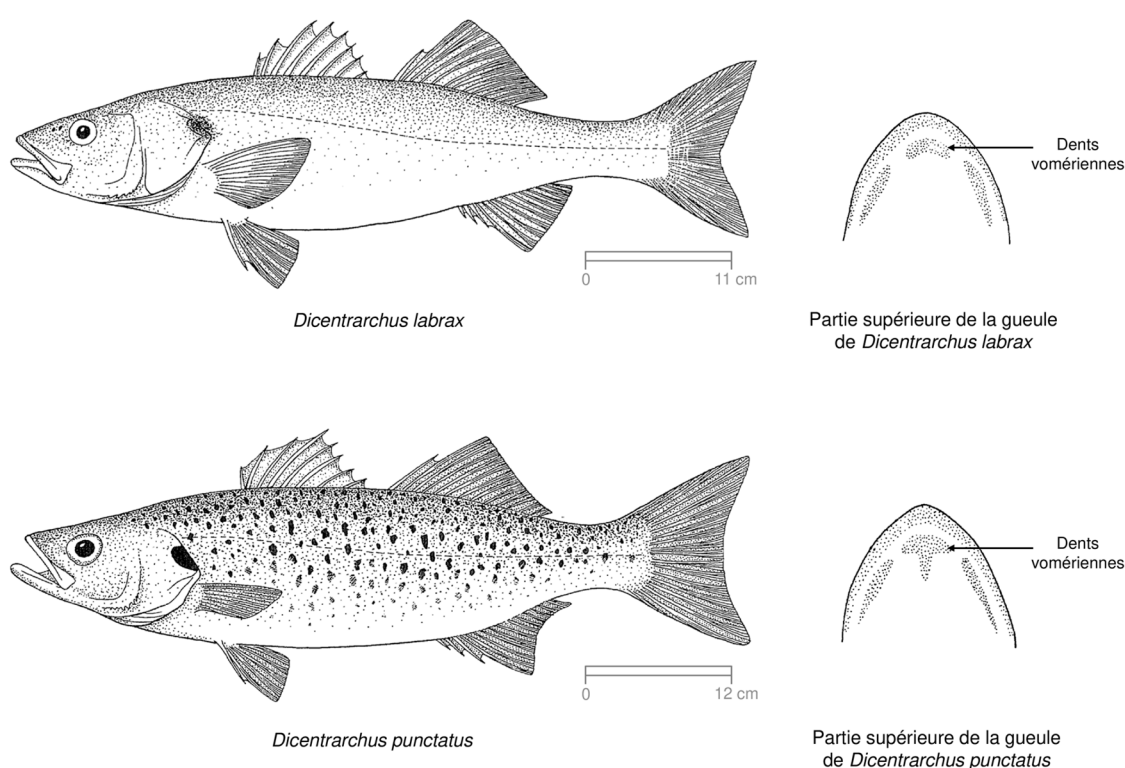 Dents
vomériennes
0 11 cm
Dicentrarchus labrax
Partie supérieure de la gueule
de Dicentrarchus labrax
Dents
vomériennes
0 12 cm
Dicentrarchus punctatus
Partie supérieure de la gueule
de Dicentrarchus punctatus